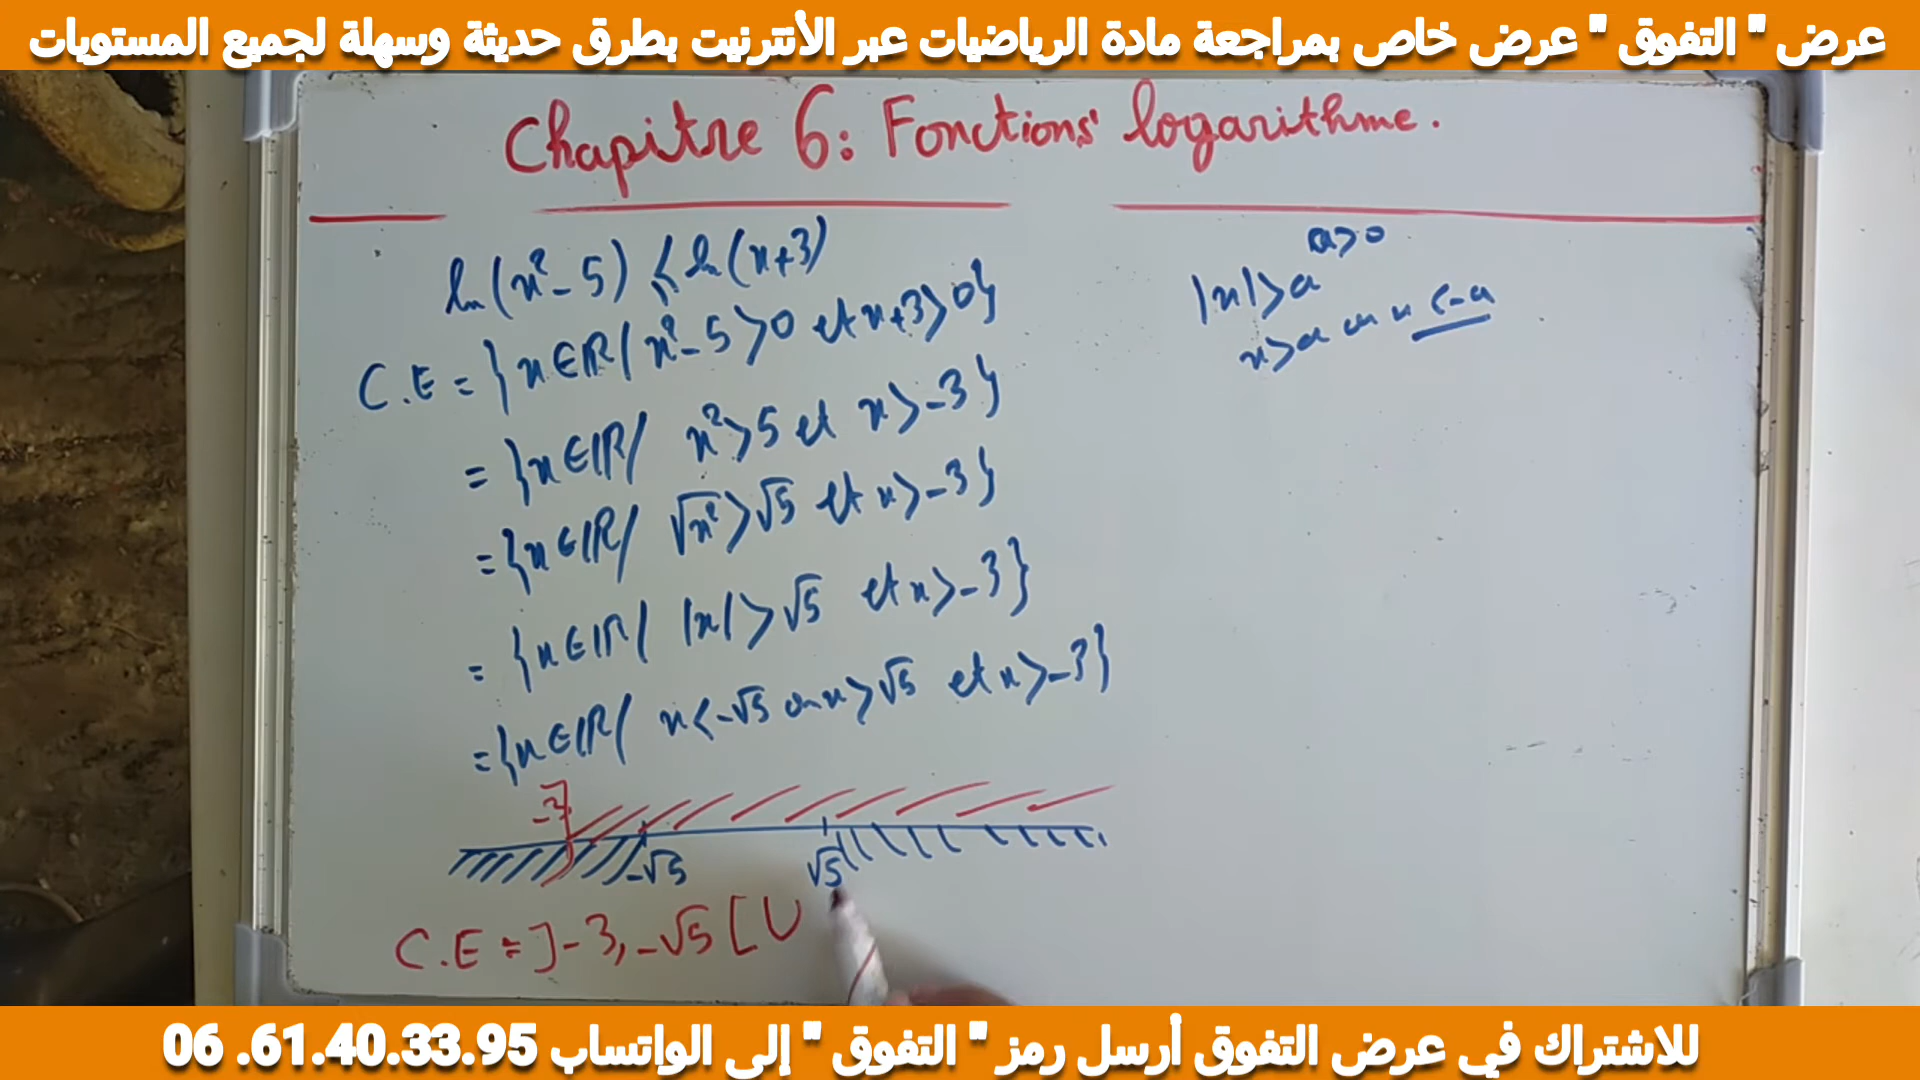 عرض " التفوق " عرض خاص بمراجعة مادة الرياضيات عبر الأنترنيت بطرق حديثة وسهلة لجميع المستويات
Chapitre 6: Fonctions logarithme.
ln(x²-5) ≤ ln(x+3)
C.E = {x∈ℝ/ x²-5>0 et x+3>0}
= {x∈ℝ/ x²>5 et x>-3}
= {x∈ℝ/ √x²>√5 et x>-3}
= {x∈ℝ/ |x|>√5 et x>-3}
= {x∈ℝ/ x<-√5 ou x>√5 et x>-3}
-3
-√5 √5
C.E = ]-3,-√5[ ∪
a>0
|x|>a
x>a ou x<-a
للاشتراك في عرض التفوق أرسل رمز " التفوق " إلى الواتساب 06 .61.40.33.95